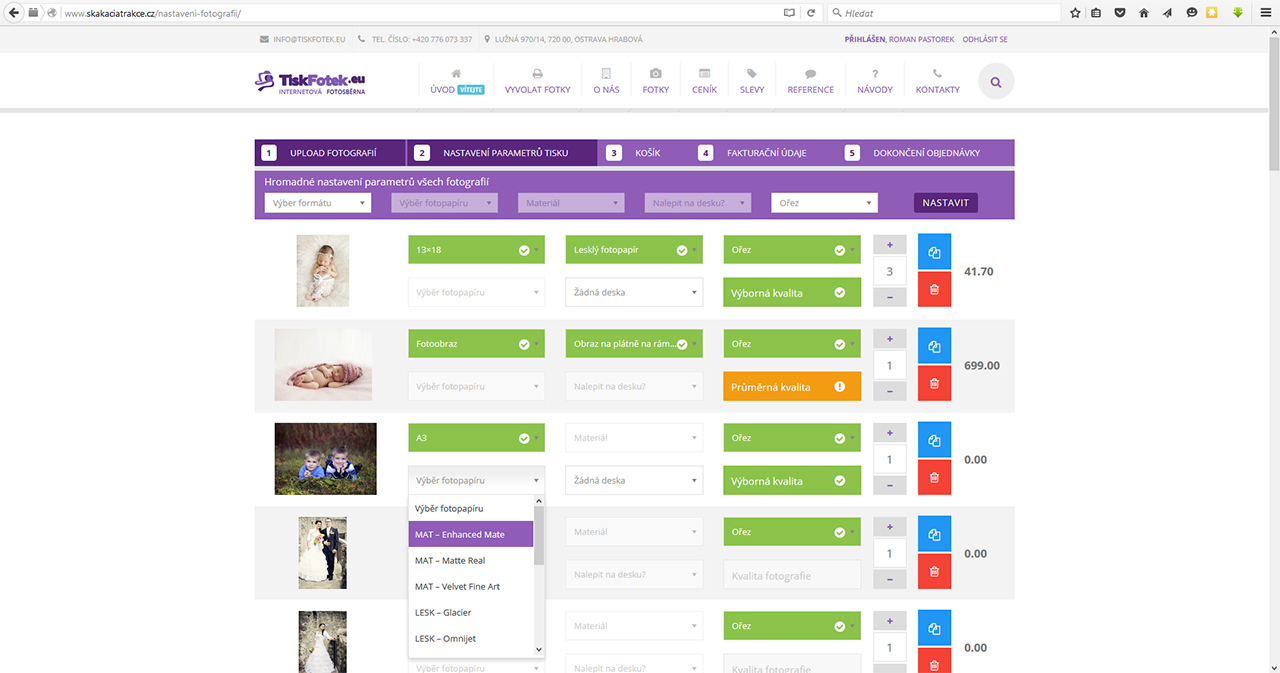 www.skakaciatrakce.cz/nastaveni-fotografii/
Hledat
INFO@TISKFOTEK.EU
TEL. ČÍSLO: +420 776 073 337
LUŽNÁ 970/14, 720 00, OSTRAVA HRABOVÁ
PŘIHLÁŠEN, ROMAN PASTOREK
ODHLÁSIT SE
TiskFotek.eu
INTERNETOVÁ FOTOSBĚRNA
ÚVOD VÍTEJTE
VYVOLAT FOTKY
O NÁS
FOTKY
CENÍK
SLEVY
REFERENCE
?
NÁVODY
KONTAKTY
1 UPLOAD FOTOGRAFIÍ
2 NASTAVENÍ PARAMETRŮ TISKU
3 KOŠÍK
4 FAKTURAČNÍ ÚDAJE
5 DOKONČENÍ OBJEDNÁVKY
Hromadné nastavení parametrů všech fotografií
Výber formátu
Výběr fotopapíru
Materiál
Nalepit na desku?
Ořez
NASTAVIT
13×18
Lesklý fotopapír
Ořez
+
3
−
41.70
Výběr fotopapíru
Žádná deska
Výborná kvalita
Fotoobraz
Obraz na plátně na rám...
Ořez
+
1
−
699.00
Výběr fotopapíru
Nalepit na desku?
Průměrná kvalita
A3
Materiál
Ořez
+
1
−
0.00
Výběr fotopapíru
Žádná deska
Výborná kvalita
Výběr fotopapíru
MAT – Enhanced Mate
MAT – Matte Real
MAT – Velvet Fine Art
LESK – Glacier
LESK – Omnijet
Materiál
Ořez
+
1
−
0.00
Nalepit na desku?
Kvalita fotografie
Materiál
Ořez
+
1
0.00
Výběr fotopapíru
Nalepit na desku?
Kvalita fotografie